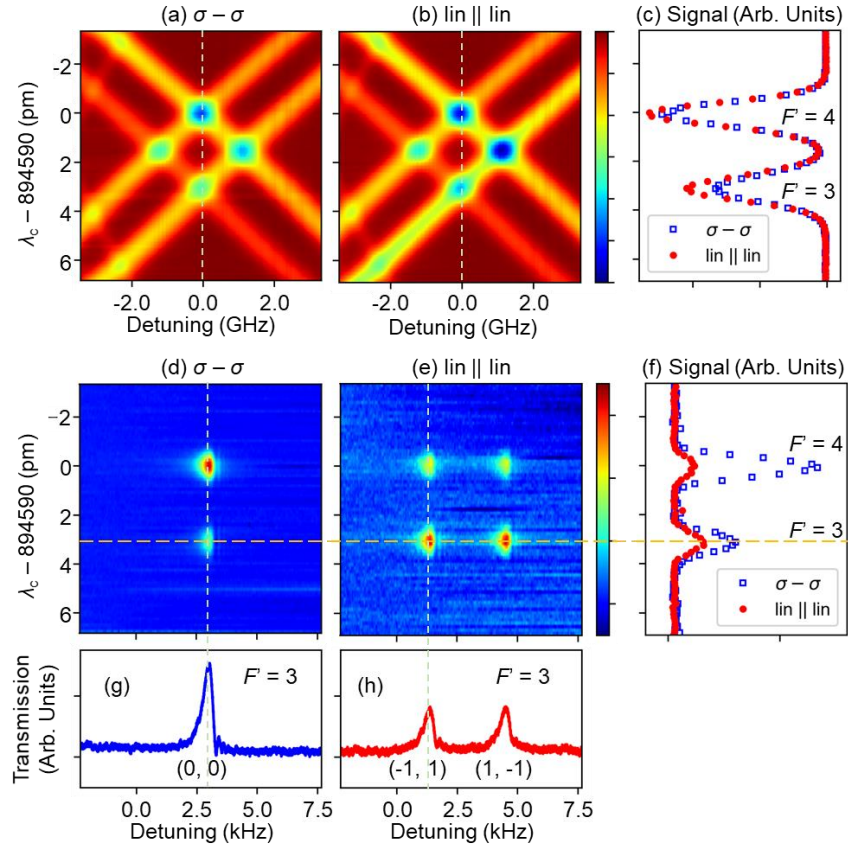 (a) σ − σ
(b) lin || lin
(c) Signal (Arb. Units)
λc − 894590 (pm)
-2
0
2
4
6
F' = 4
F' = 3
σ − σ
lin || lin
-2.0 0.0 2.0
Detuning (GHz)
-2.0 0.0 2.0
Detuning (GHz)
(d) σ − σ
(e) lin || lin
(f) Signal (Arb. Units)
λc − 894590 (pm)
−2
0
2
4
6
F' = 4
F' = 3
σ − σ
lin || lin
Transmission
(Arb. Units)
(g)
F' = 3
(0, 0)
(h)
F' = 3
(-1, 1)
(1, -1)
0.0 2.5 5.0 7.5
Detuning (kHz)
0.0 2.5 5.0 7.5
Detuning (kHz)